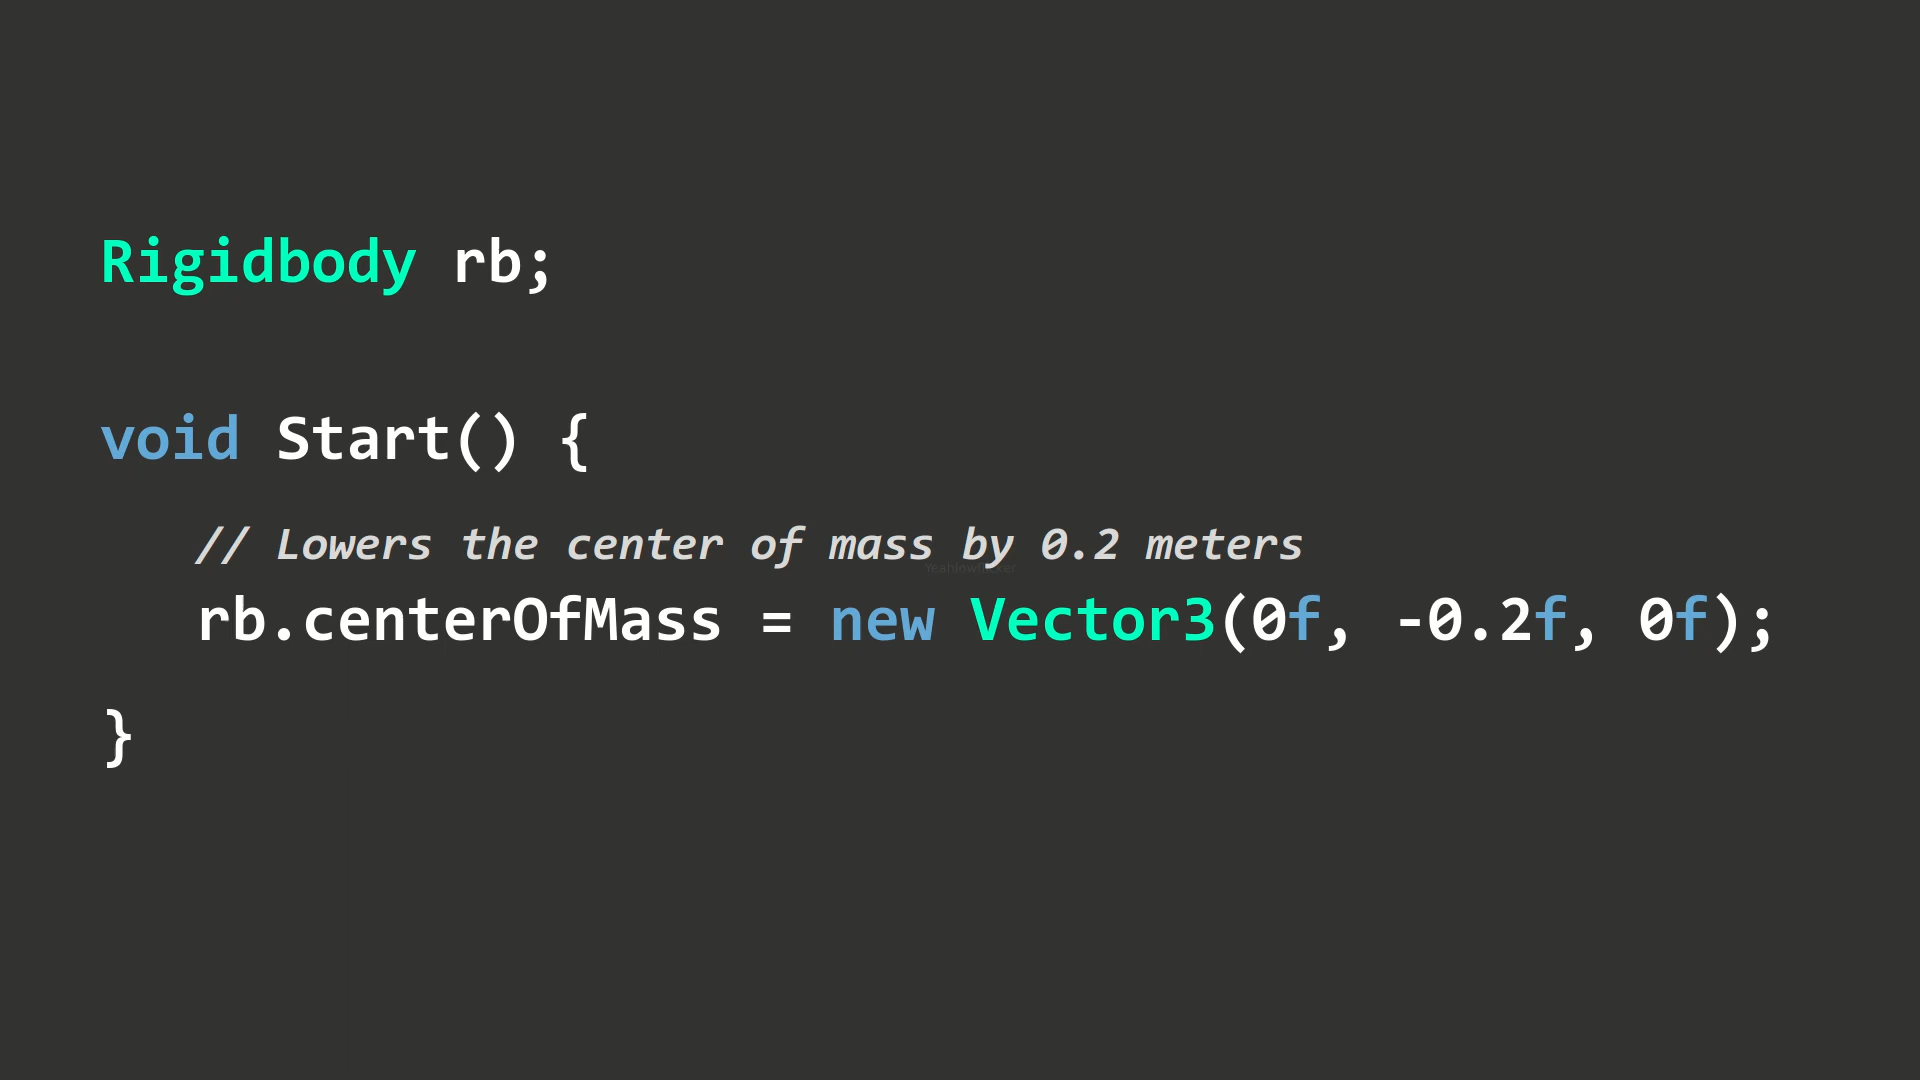 Rigidbody rb;
void Start() {
// Lowers the center of mass by 0.2 meters
rb.centerOfMass = new Vector3(0f, -0.2f, 0f);
}